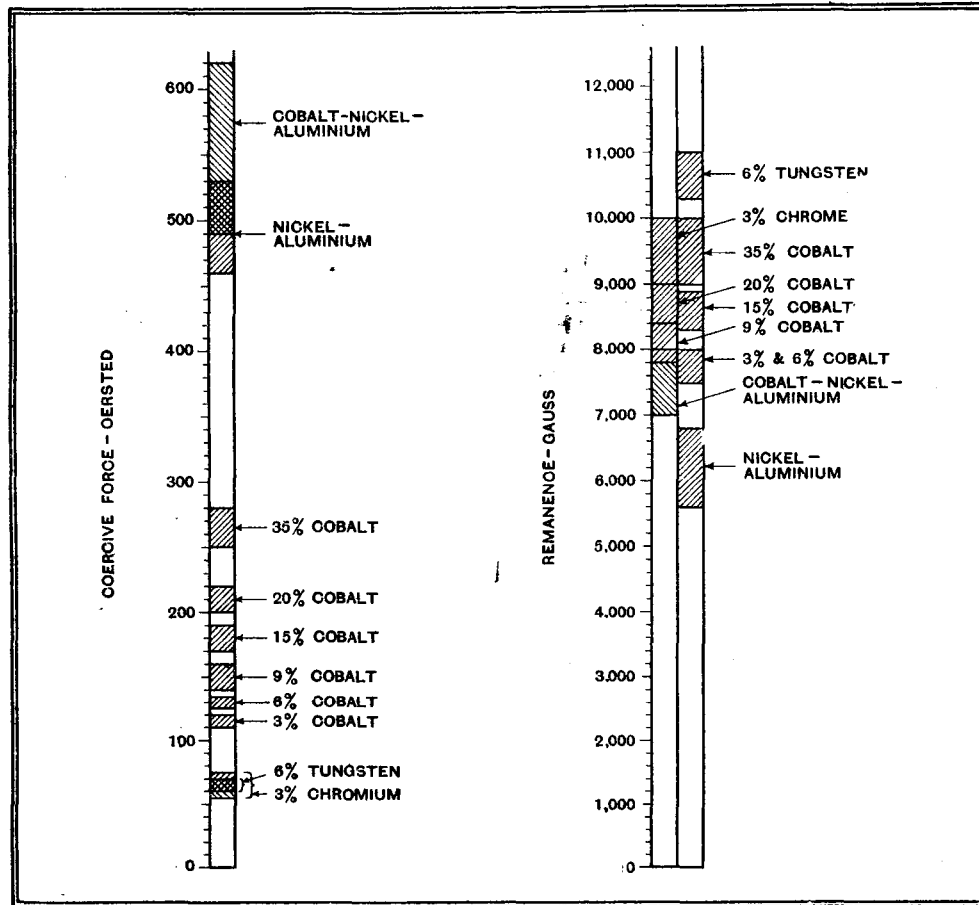 COERCIVE FORCE - OERSTED
600
500
400
300
200
100
0
COBALT-NICKEL-
ALUMINIUM
NICKEL-
ALUMINIUM
35% COBALT
20% COBALT
15% COBALT
9% COBALT
6% COBALT
3% COBALT
6% TUNGSTEN
3% CHROMIUM
REMANENOE-GAUSS
12,000
11,000
10.000
9,000
8,000
7,000
6,000
5,000
4,000
3.000
2,000
1,000
0
6% TUNGSTEN
3% CHROME
35% COBALT
20% COBALT
15% COBALT
9% COBALT
3% & 6% COBALT
COBALT-NICKEL-
ALUMINIUM
NICKEL-
ALUMINIUM